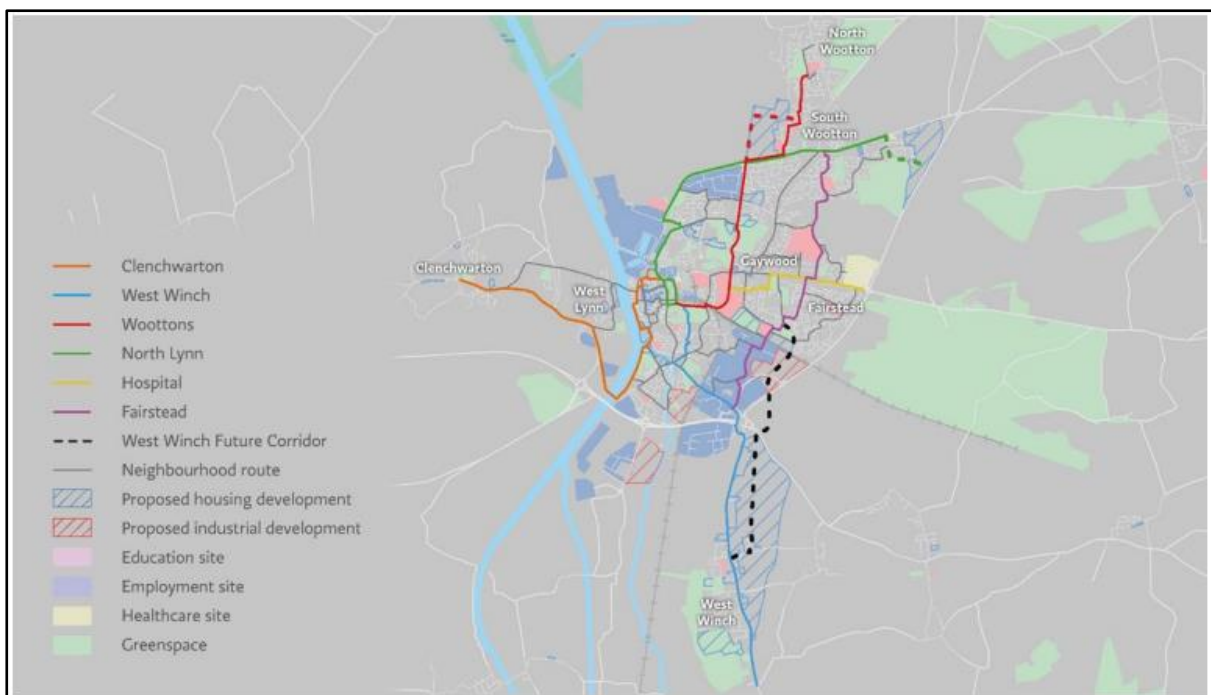 North
Wootton
South
Wootton
Clenchwarton
West
Lynn
Gaywood
Fairstead
West
Winch
Clenchwarton
West Winch
Woottons
North Lynn
Hospital
Fairstead
West Winch Future Corridor
Neighbourhood route
Proposed housing development
Proposed industrial development
Education site
Employment site
Healthcare site
Greenspace